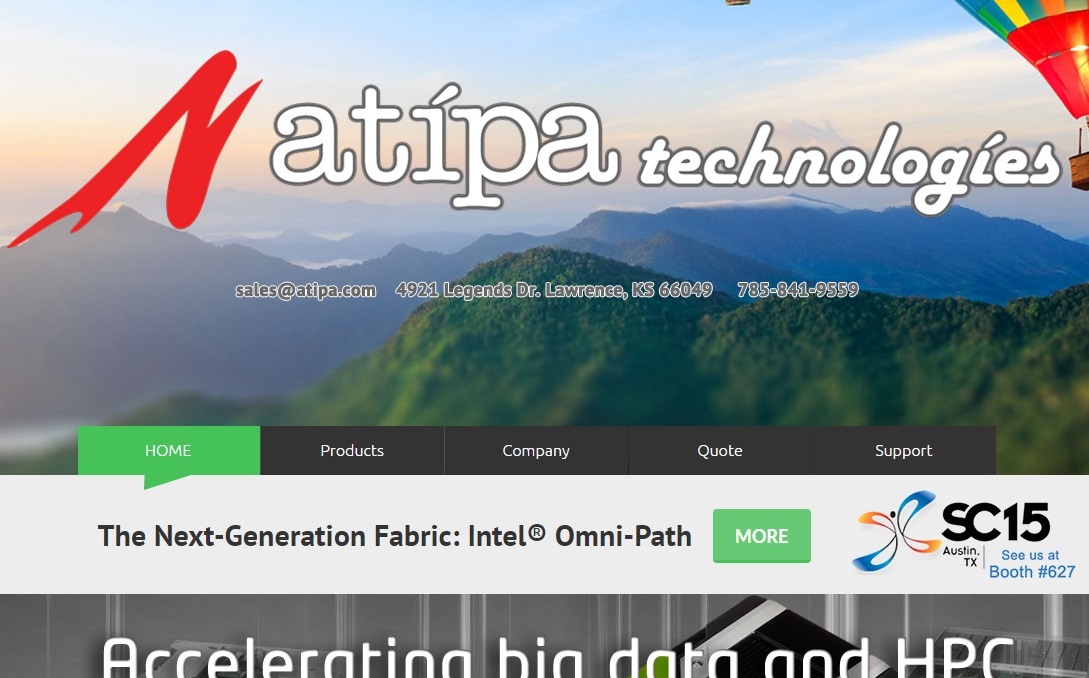 atípa technologíes
sales@atipa.com 4921 Legends Dr. Lawrence, KS 66049 785-841-9559
HOME Products Company Quote Support
The Next-Generation Fabric: Intel® Omni-Path MORE
SC15
Austin, TX
See us at
Booth #627
Accelerating big data and HPC